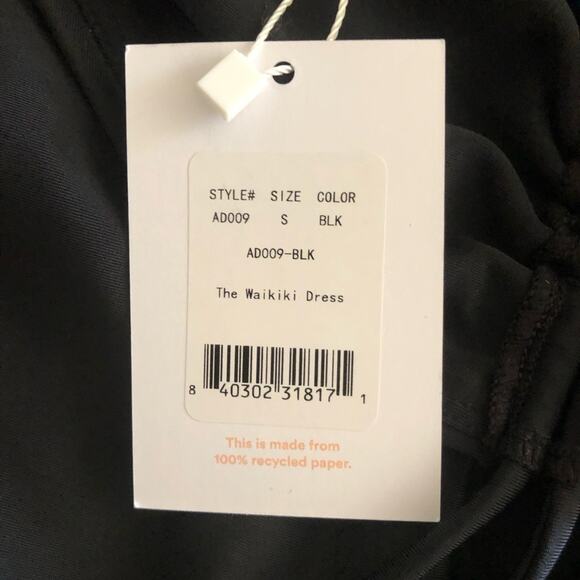 STYLE# SIZE COLOR
AD009 S BLK
AD009-BLK
The Waikiki Dress
8 40302 31817 1
This is made from
100% recycled paper.